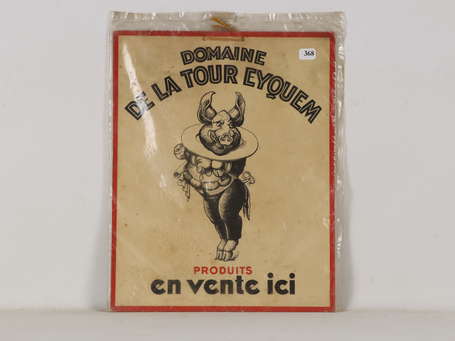 368
DOMAINE
DE LA TOUR EYQUEM
PRODUITS
en vente ici